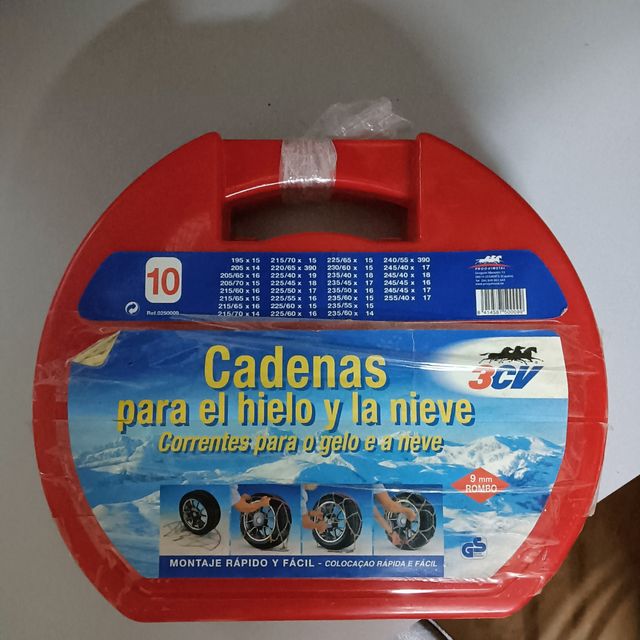 10
Ref.0250009
195 x 15
205 x 14
205/65 x 16
205/70 x 15
215/60 x 16
215/65 x 15
215/65 x 16
215/70 x 14
215/70 x 15
220/65 x 390
225/40 x 19
225/45 x 18
225/50 x 17
225/55 x 16
225/60 x 15
225/60 x 16
225/65 x 15
230/60 x 15
235/40 x 18
235/45 x 17
235/50 x 16
235/60 x 15
235/55 x 15
235/60 x 14
240/55 x 390
245/40 x 17
245/40 x 18
245/45 x 16
245/45 x 17
255/40 x 17
PRODUIMETAL
3CV
Cadenas
para el hielo y la nieve
Correntes para o gelo e a neve
9 mm
ROMBO
MONTAJE RÁPIDO Y FÁCIL - COLOCAÇAO RÁPIDA E FÁCIL
GS